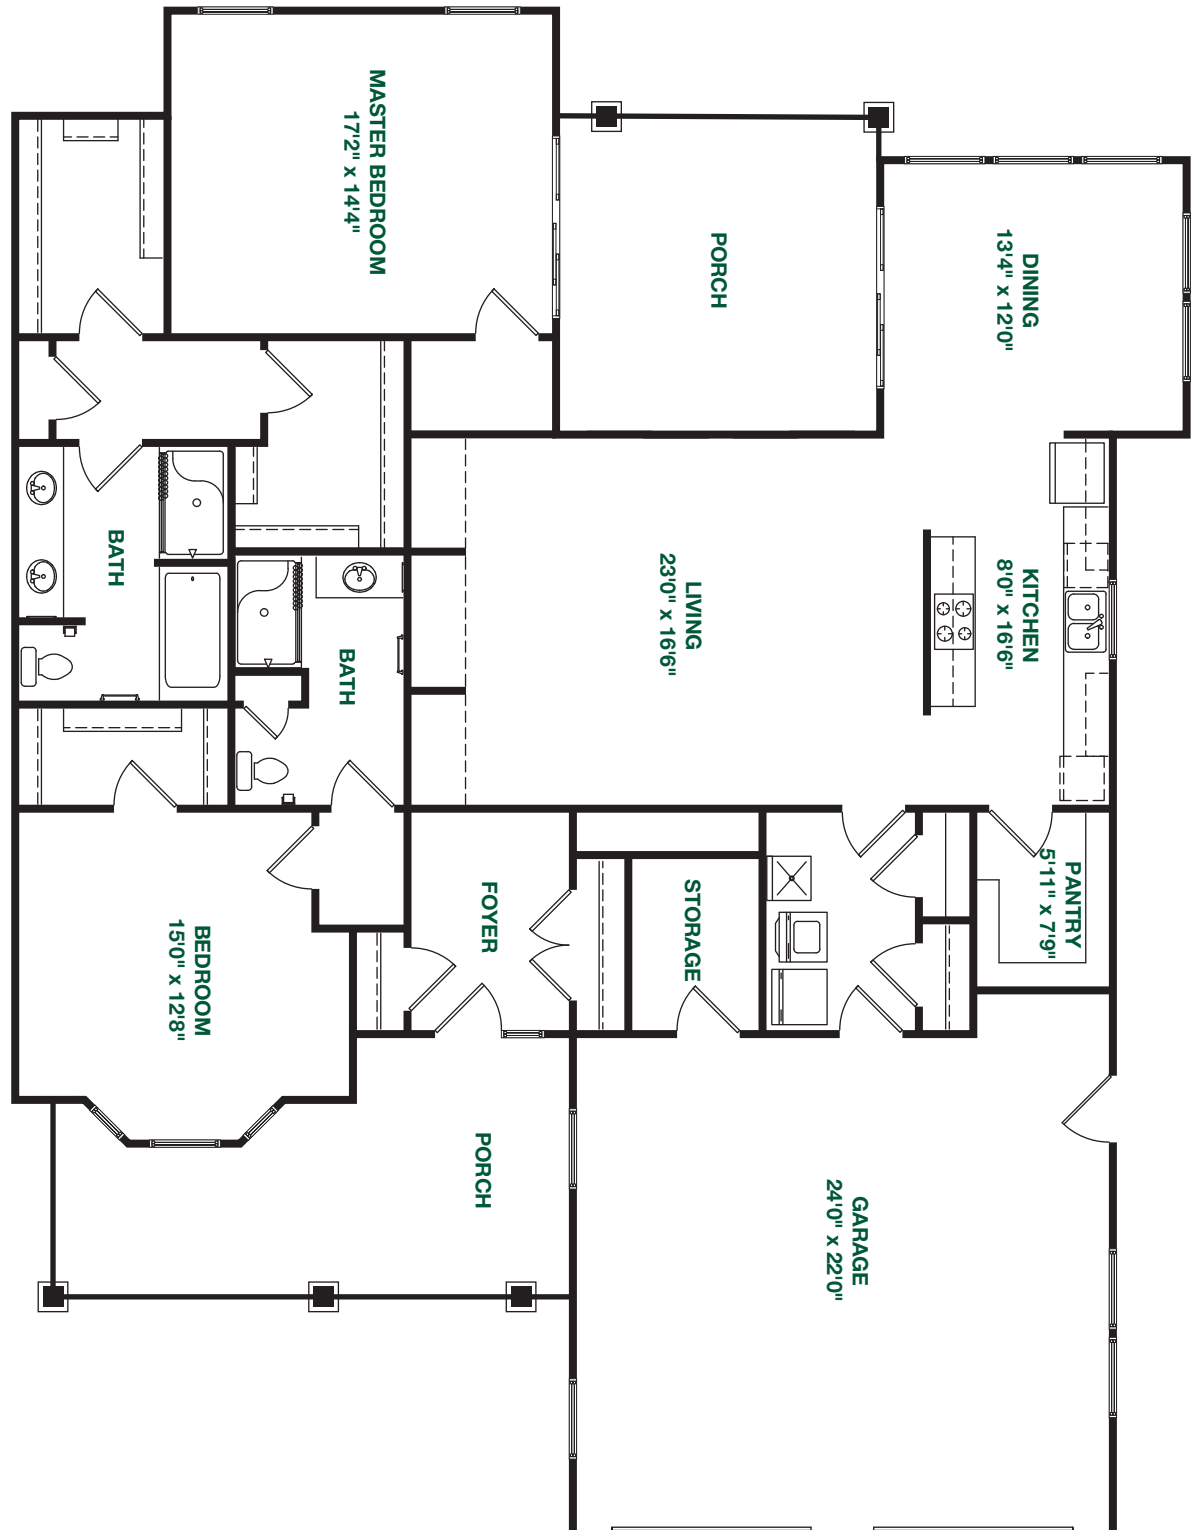 MASTER BEDROOM
17'2" x 14'4"
PORCH
DINING
13'4" x 12'0"
BATH
BATH
LIVING
23'0" x 16'6"
KITCHEN
8'0" x 16'6"
PANTRY
5'11" x 7'9"
FOYER
STORAGE
BEDROOM
15'0" x 12'8"
PORCH
GARAGE
24'0" x 22'0"